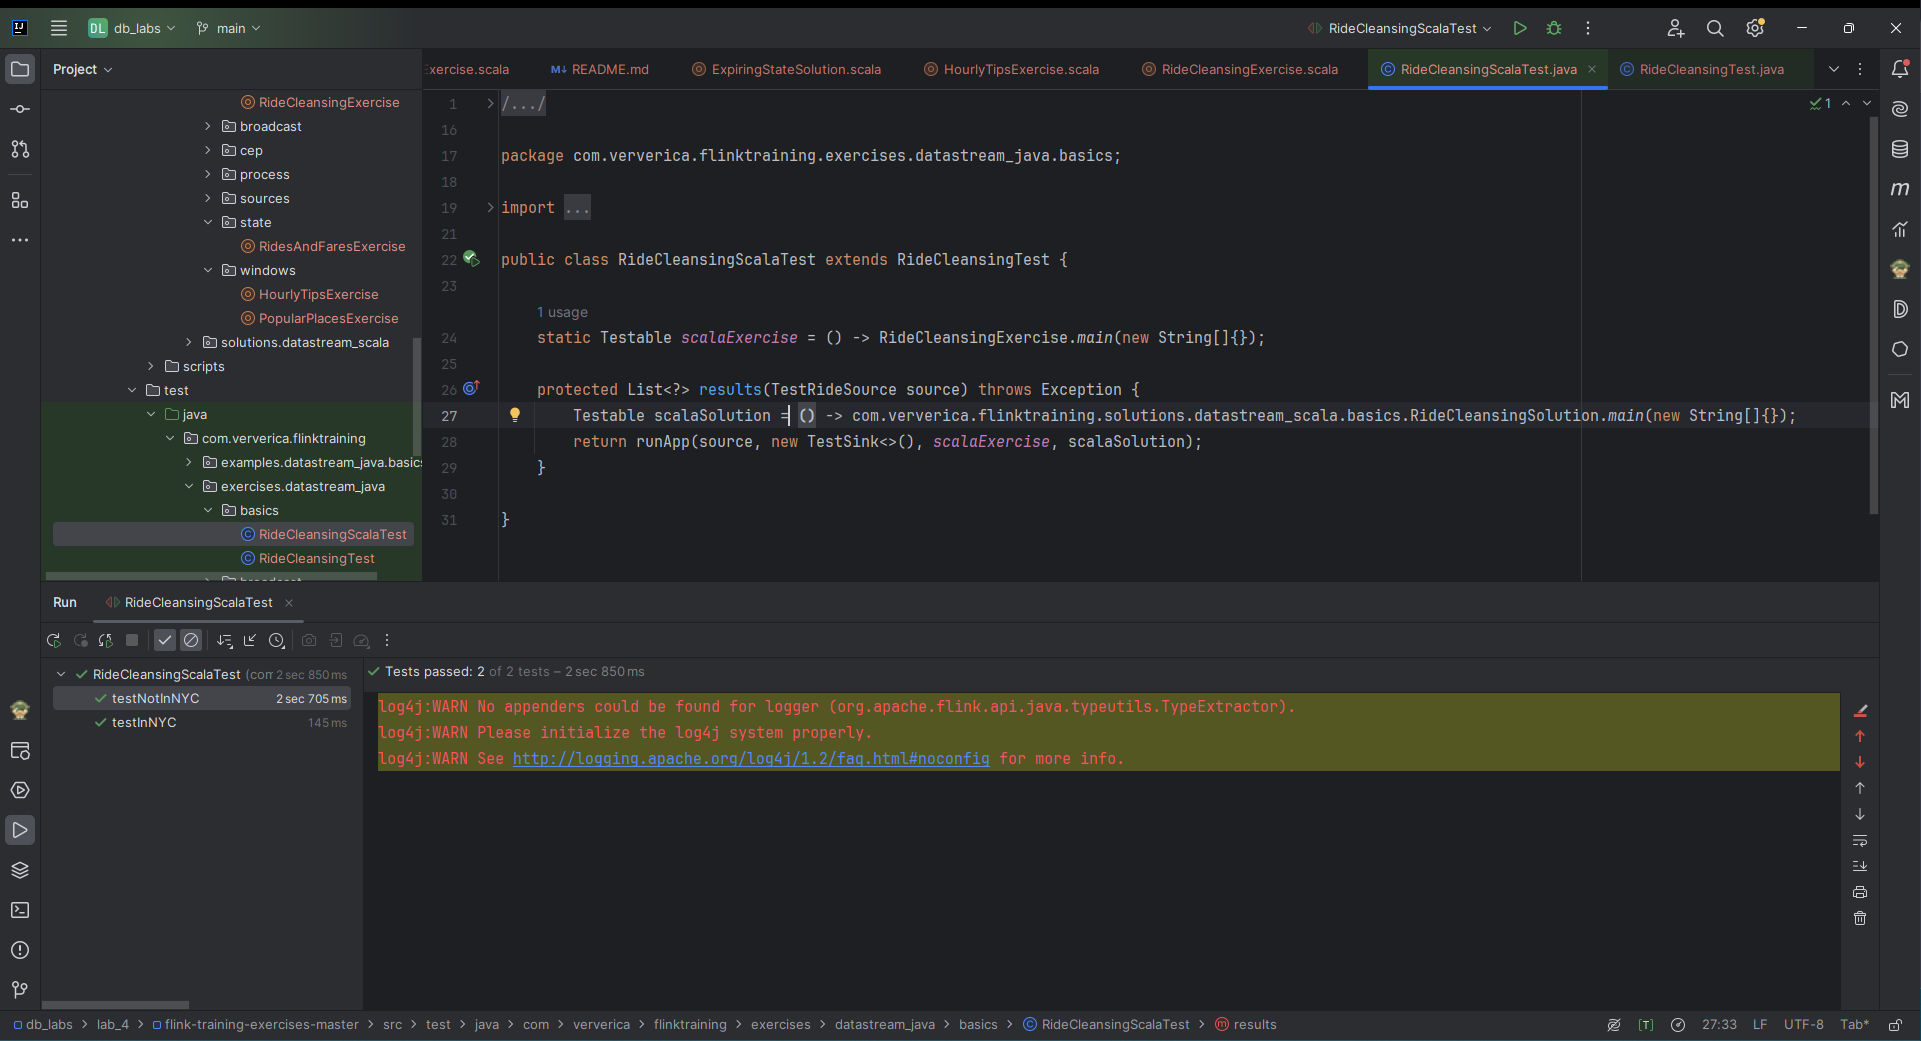 DL db_labs main RideCleansingScalaTest
Project
RideCleansingExercise
broadcast
cep
process
sources
state
RidesAndFaresExercise
windows
HourlyTipsExercise
PopularPlacesExercise
solutions.datastream_scala
scripts
test
java
com.ververica.flinktraining
examples.datastream_java.basics
exercises.datastream_java
basics
RideCleansingScalaTest
RideCleansingTest
Exercise.scala README.md ExpiringStateSolution.scala HourlyTipsExercise.scala RideCleansingExercise.scala RideCleansingScalaTest.java RideCleansingTest.java
1 /.../
1
16
17 package com.ververica.flinktraining.exercises.datastream_java.basics;
18
19 import ...
21
22 public class RideCleansingScalaTest extends RideCleansingTest {
23
1 usage
24 static Testable scalaExercise = () -> RideCleansingExercise.main(new String[]{});
25
26 protected List<?> results(TestRideSource source) throws Exception {
27 Testable scalaSolution = () -> com.ververica.flinktraining.solutions.datastream_scala.basics.RideCleansingSolution.main(new String[]{});
28 return runApp(source, new TestSink<>(), scalaExercise, scalaSolution);
29 }
30
31 }
Run RideCleansingScalaTest
RideCleansingScalaTest (com 2 sec 850 ms
testNotInNYC 2 sec 705 ms
testInNYC 145 ms
Tests passed: 2 of 2 tests – 2 sec 850 ms
log4j:WARN No appenders could be found for logger (org.apache.flink.api.java.typeutils.TypeExtractor).
log4j:WARN Please initialize the log4j system properly.
log4j:WARN See http://logging.apache.org/log4j/1.2/faq.html#noconfig for more info.
db_labs > lab_4 > flink-training-exercises-master > src > test > java > com > ververica > flinktraining > exercises > datastream_java > basics > RideCleansingScalaTest > results
[T] 27:33 LF UTF-8 Tab*